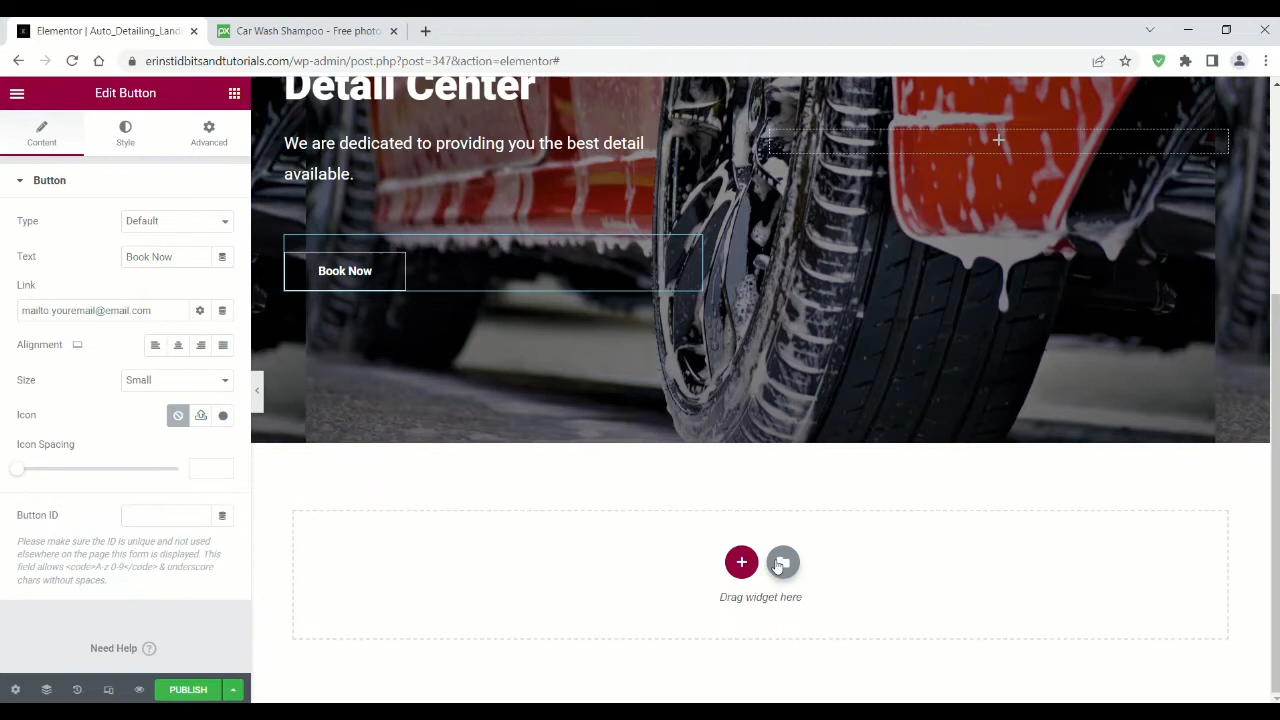 Elementor | Auto_Detailing_Land
Car Wash Shampoo - Free photo
erinstidbitsandtutorials.com/wp-admin/post.php?post=347&action=elementor#
Edit Button
Content
Style
Advanced
Button
Type
Default
Text
Book Now
Link
mailto youremail@email.com
Alignment
Size
Small
Icon
Icon Spacing
Button ID
Please make sure the ID is unique and not used
elsewhere on the page this form is displayed. This
field allows <code>A-z 0-9</code> & underscore
chars without spaces.
Need Help ?
PUBLISH
Detail Center
We are dedicated to providing you the best detail
available.
Book Now
Drag widget here